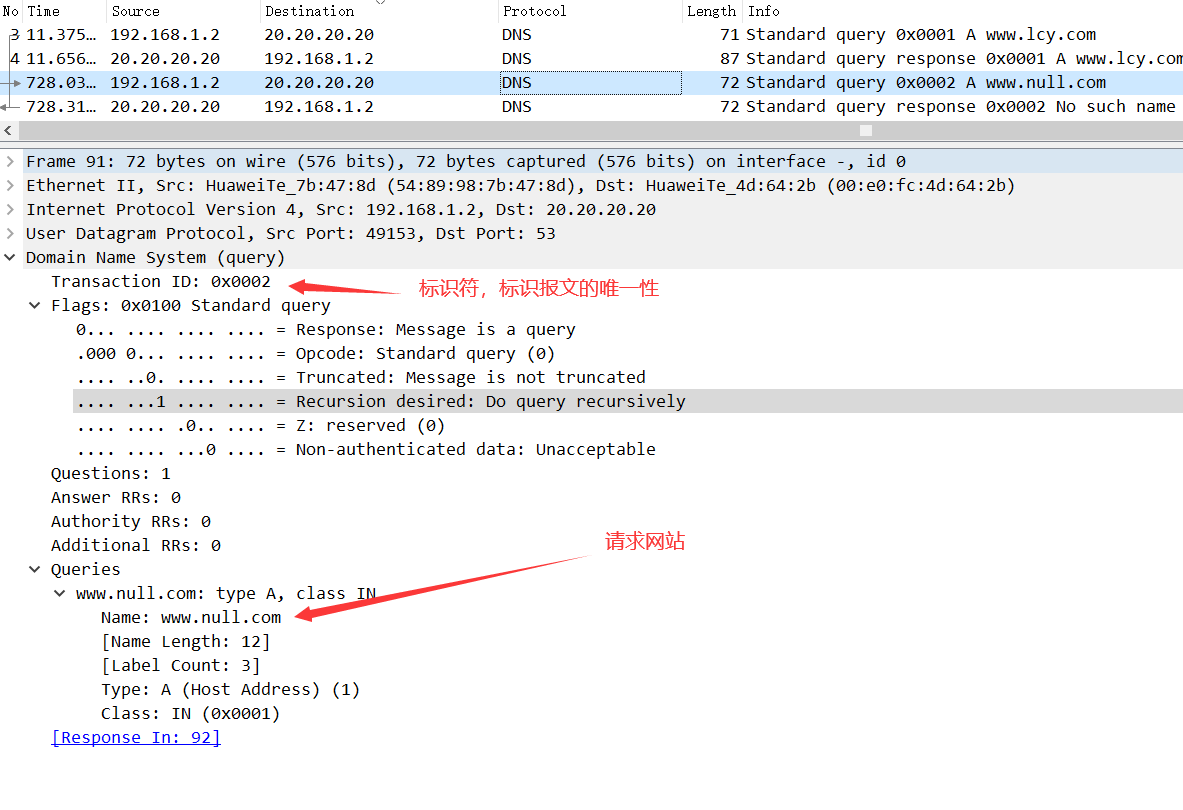 No Time Source Destination Protocol Length Info
3 11.375… 192.168.1.2 20.20.20.20 DNS 71 Standard query 0x0001 A www.lcy.com
4 11.656… 20.20.20.20 192.168.1.2 DNS 87 Standard query response 0x0001 A www.lcy.com
728.03… 192.168.1.2 20.20.20.20 DNS 72 Standard query 0x0002 A www.null.com
728.31… 20.20.20.20 192.168.1.2 DNS 72 Standard query response 0x0002 No such name
Frame 91: 72 bytes on wire (576 bits), 72 bytes captured (576 bits) on interface -, id 0
Ethernet II, Src: HuaweiTe_7b:47:8d (54:89:98:7b:47:8d), Dst: HuaweiTe_4d:64:2b (00:e0:fc:4d:64:2b)
Internet Protocol Version 4, Src: 192.168.1.2, Dst: 20.20.20.20
User Datagram Protocol, Src Port: 49153, Dst Port: 53
Domain Name System (query)
Transaction ID: 0x0002 标识符，标识报文的唯一性
Flags: 0x0100 Standard query
0... .... .... .... = Response: Message is a query
.000 0... .... .... = Opcode: Standard query (0)
.... ..0. .... .... = Truncated: Message is not truncated
.... ...1 .... .... = Recursion desired: Do query recursively
.... .... .0.. .... = Z: reserved (0)
.... .... ...0 .... = Non-authenticated data: Unacceptable
Questions: 1
Answer RRs: 0
Authority RRs: 0
Additional RRs: 0
请求网站
Queries
www.null.com: type A, class IN
Name: www.null.com
[Name Length: 12]
[Label Count: 3]
Type: A (Host Address) (1)
Class: IN (0x0001)
[Response In: 92]